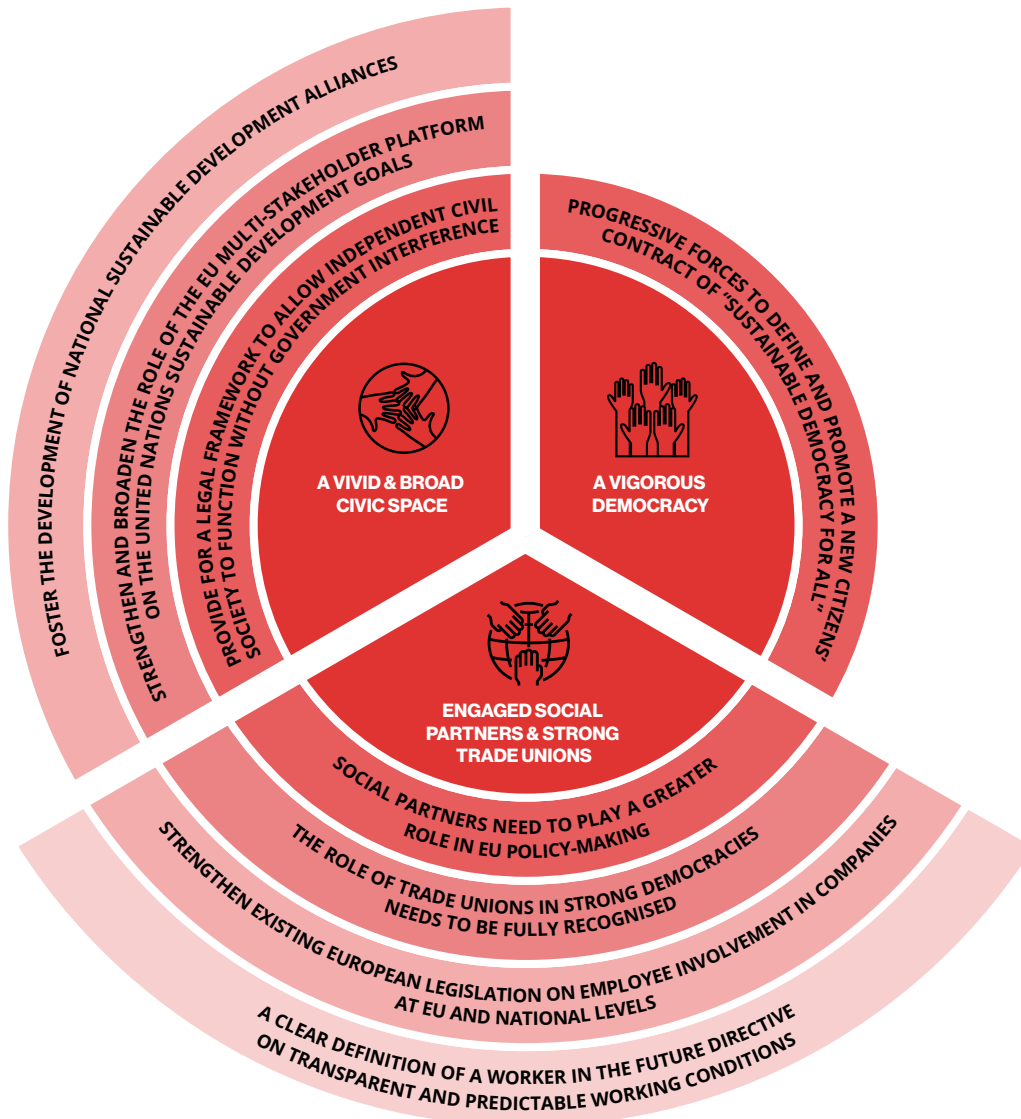 FOSTER THE DEVELOPMENT OF NATIONAL SUSTAINABLE DEVELOPMENT ALLIANCES
STRENGTHEN AND BROADEN THE ROLE OF THE EU MULTI-STAKEHOLDER PLATFORM
ON THE UNITED NATIONS SUSTAINABLE DEVELOPMENT GOALS
PROVIDE FOR A LEGAL FRAMEWORK TO ALLOW INDEPENDENT CIVIL
SOCIETY TO FUNCTION WITHOUT GOVERNMENT INTERFERENCE
A VIVID & BROAD
CIVIC SPACE
PROGRESSIVE FORCES TO DEFINE AND PROMOTE A NEW CITIZENS’
CONTRACT OF “SUSTAINABLE DEMOCRACY FOR ALL”
A VIGOROUS
DEMOCRACY
ENGAGED SOCIAL
PARTNERS & STRONG
TRADE UNIONS
SOCIAL PARTNERS NEED TO PLAY A GREATER
ROLE IN EU POLICY-MAKING
THE ROLE OF TRADE UNIONS IN STRONG DEMOCRACIES
NEEDS TO BE FULLY RECOGNISED
STRENGTHEN EXISTING EUROPEAN LEGISLATION ON EMPLOYEE INVOLVEMENT IN COMPANIES
AT EU AND NATIONAL LEVELS
A CLEAR DEFINITION OF A WORKER IN THE FUTURE DIRECTIVE
ON TRANSPARENT AND PREDICTABLE WORKING CONDITIONS